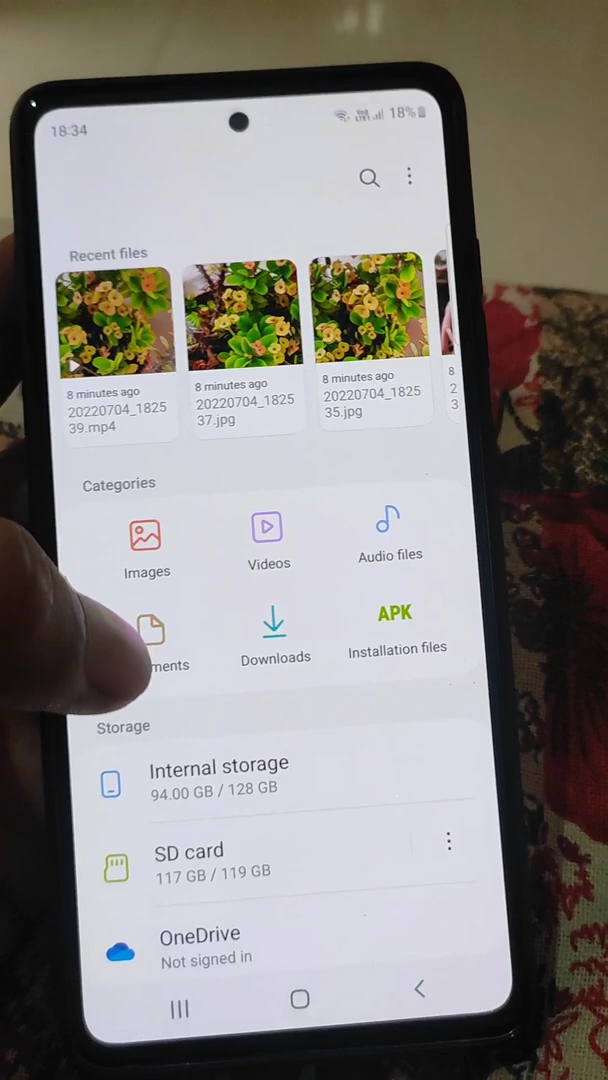 18:34
Vo)) LTE1 18%
Recent files
8 minutes ago
20220704_1825
39.mp4
8 minutes ago
20220704_1825
37.jpg
8 minutes ago
20220704_1825
35.jpg
8
2
3
Categories
Images
Videos
Audio files
ments
Downloads
APK
Installation files
Storage
Internal storage
94.00 GB / 128 GB
SD card
117 GB / 119 GB
OneDrive
Not signed in